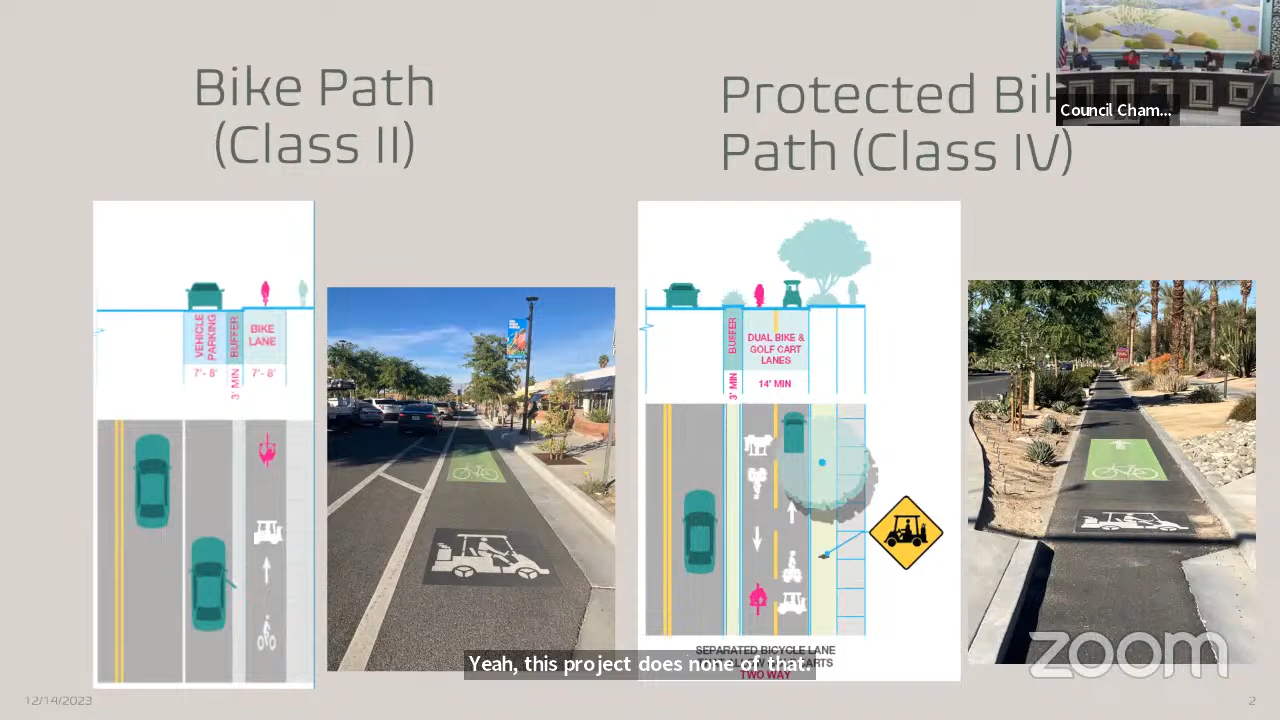 Bike Path
(Class II)
Protected Bik
Path (Class IV)
Council Cham...
VEHICLE
PARKING
BUFFER
BIKE
LANE
7'- 8'
3' MIN
7'- 8'
BUFFER
DUAL BIKE &
GOLF CART
LANES
3' MIN
14' MIN
SEPARATED BICYCLE LANE
ARTS
TWO WAY
Yeah, this project does none of that.
zoom
12/14/2023
2